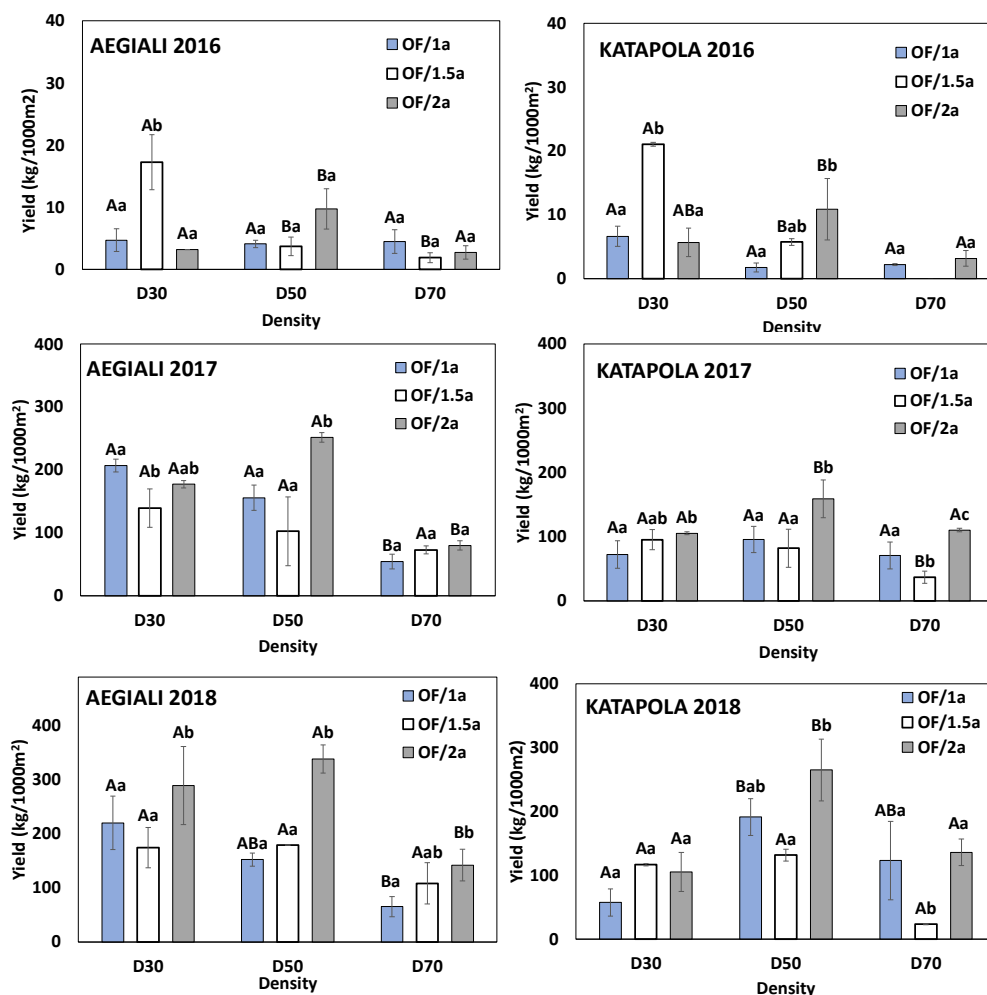 AEGIALI 2016
OF/1a
OF/1.5a
OF/2a
Yield (kg/1000m2)
40
30
20
10
0
Aa
Ab
Aa
Aa
Ba
Ba
Aa
Ba
Aa
D30
D50
D70
Density
KATAPOLA 2016
OF/1a
OF/1.5a
OF/2a
Yield (kg/1000m²)
40
30
20
10
0
Aa
Ab
ABa
Aa
Bab
Bb
Aa
Aa
D30
D50
D70
Density
AEGIALI 2017
OF/1a
OF/1.5a
OF/2a
Yield (kg/1000m²)
400
300
200
100
0
Aa
Ab
Aab
Aa
Aa
Ab
Ba
Aa
Ba
D30
D50
D70
Density
KATAPOLA 2017
OF/1a
OF/1.5a
OF/2a
Yield (kg/1000m²)
400
300
200
100
0
Aa
Aab
Ab
Aa
Aa
Bb
Aa
Bb
Ac
D30
D50
D70
Density
AEGIALI 2018
OF/1a
OF/1.5a
OF/2a
Yield (kg/1000m²)
400
300
200
100
0
Aa
Aa
Ab
ABa
Aa
Ab
Ba
Aab
Bb
D30
D50
D70
Density
KATAPOLA 2018
OF/1a
OF/1.5a
OF/2a
Yield (kg/1000m2)
400
300
200
100
0
Aa
Aa
Aa
Bab
Aa
Bb
ABa
Ab
Aa
D30
D50
D70
Density